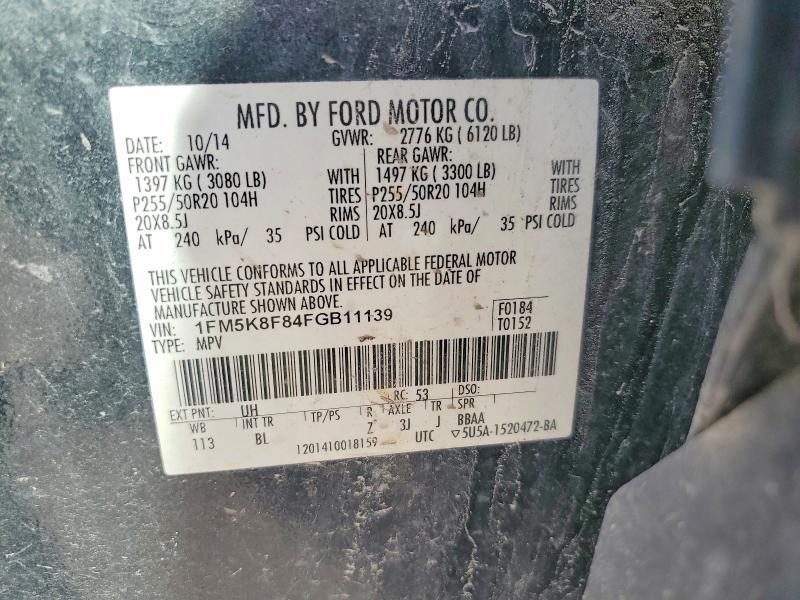 MFD. BY FORD MOTOR CO.
DATE: 10/14 GVWR: 2776 KG ( 6120 LB)
FRONT GAWR: REAR GAWR:
1397 KG ( 3080 LB) WITH 1497 KG ( 3300 LB) WITH
P255/50R20 104H TIRES P255/50R20 104H TIRES
20X8.5J RIMS 20X8.5J RIMS
AT 240 kPa/ 35 PSI COLD AT 240 kPa/ 35 PSI COLD
THIS VEHICLE CONFORMS TO ALL APPLICABLE FEDERAL MOTOR
VEHICLE SAFETY STANDARDS IN EFFECT ON THE DATE OF
MANUFACTURE SHOWN ABOVE.
VIN: 1FM5K8F84FGB11139 F0184
TYPE: MPV T0152
EXT PNT: UH RC: 53 DSO:
WB INT TR TP/PS R AXLE TR SPR
113 BL Z 3J J BBAA
1201410018159 UTC ▽5U5A-1520472-BA